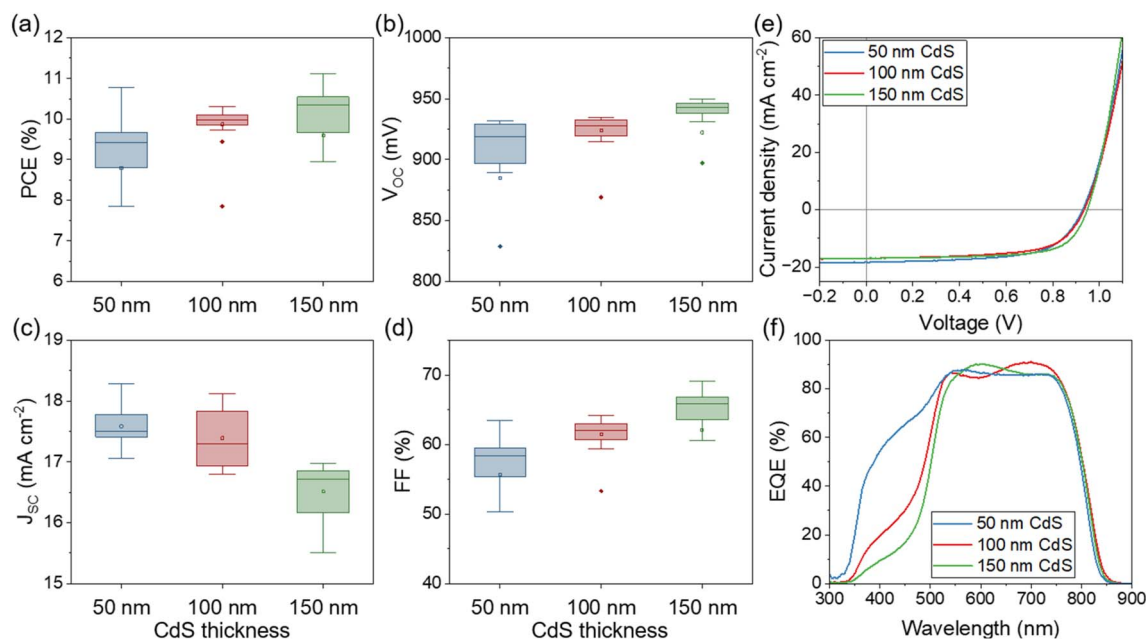 (a)
12
11
10
9
8
7
6
PCE (%)
50 nm 100 nm 150 nm
(b)
1000
950
900
850
800
V_OC (mV)
50 nm 100 nm 150 nm
(e)
60
40
20
0
−20
Current density (mA cm⁻²)
50 nm CdS
100 nm CdS
150 nm CdS
−0.2 0.0 0.2 0.4 0.6 0.8 1.0
Voltage (V)
(c)
19
18
17
16
15
J_SC (mA cm⁻²)
50 nm 100 nm 150 nm
CdS thickness
(d)
70
60
50
40
FF (%)
50 nm 100 nm 150 nm
CdS thickness
(f)
100
80
60
40
20
0
EQE (%)
50 nm CdS
100 nm CdS
150 nm CdS
300 400 500 600 700 800 900
Wavelength (nm)